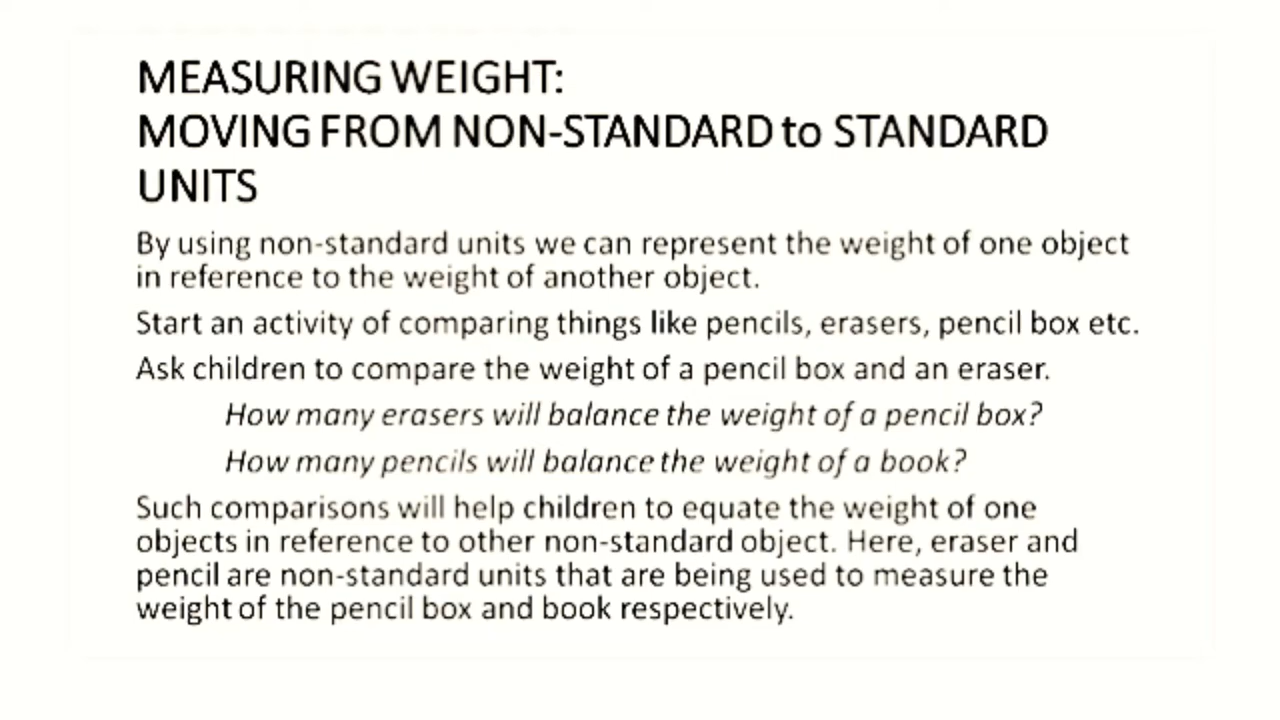 MEASURING WEIGHT:
MOVING FROM NON-STANDARD to STANDARD
UNITS
By using non-standard units we can represent the weight of one object
in reference to the weight of another object.
Start an activity of comparing things like pencils, erasers, pencil box etc.
Ask children to compare the weight of a pencil box and an eraser.
How many erasers will balance the weight of a pencil box?
How many pencils will balance the weight of a book?
Such comparisons will help children to equate the weight of one
objects in reference to other non-standard object. Here, eraser and
pencil are non-standard units that are being used to measure the
weight of the pencil box and book respectively.